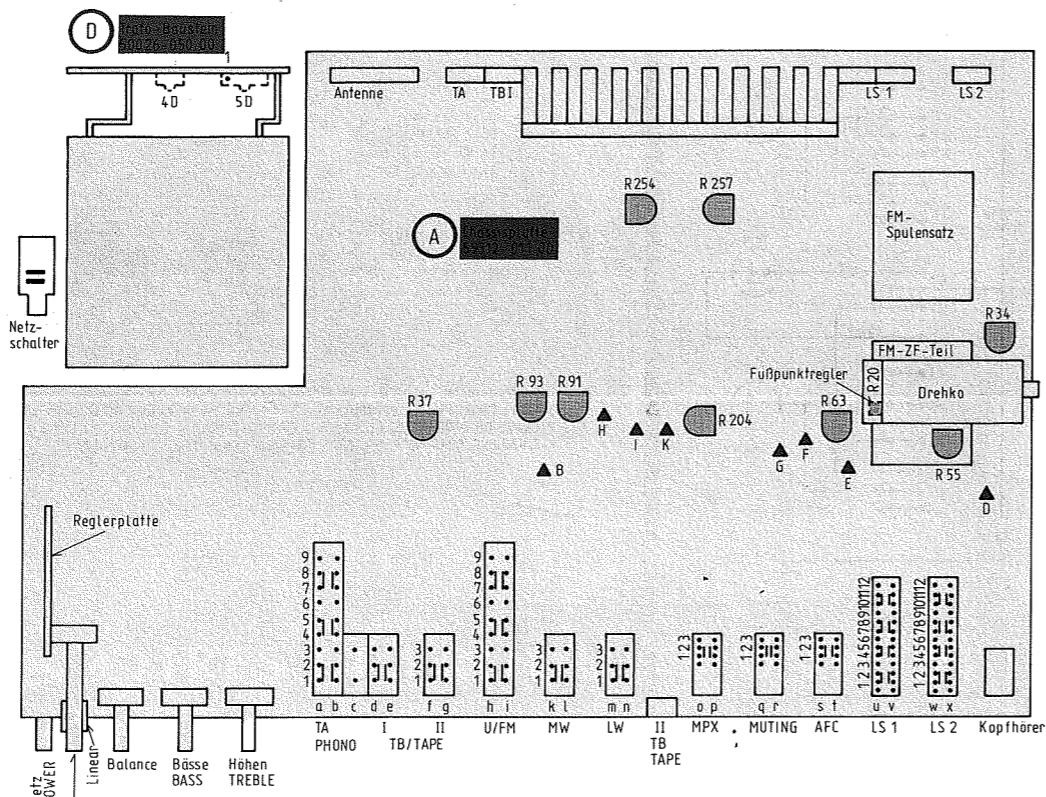 D
1
4D
5D
Antenne
TA
TBI
LS 1
LS 2
R 254
R 257
A
FM-
Spulensatz
Netz-
schalter
R 34
FM-ZF-Teil
Fußpunktregler
R 20
Drehko
R 37
R 93
R 91
R 204
R 63
R 55
H
I
K
B
G
F
E
D
Reglerplatte
9
8
7
6
5
4
3
2
1
3
2
1
9
8
7
6
5
4
3
2
1
3
2
1
3
2
1
1 2 3
1 2 3
1 2 3
1 2 3 4 5 6 7 8 9 10 11 12
1 2 3 4 5 6 7 8 9 10 11 12
a b c d e f g h i k l m n o p q r s t u v w x
TA I II U/FM MW LW II MPX MUTING AFC LS 1 LS 2 Kopfhörer
PHONO TB/TAPE TB
TAPE
Linear
Balance
Bässe
BASS
Höhen
TREBLE